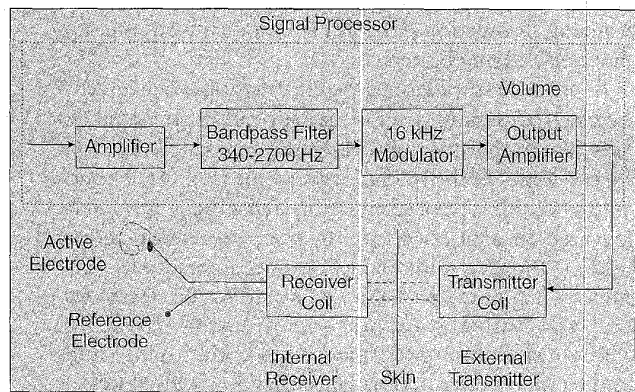 Signal Processor
Volume
Amplifier
Bandpass Filter
340-2700 Hz
16 kHz
Modulator
Output
Amplifier
Active
Electrode
Receiver
Coil
Transmitter
Coil
Reference
Electrode
Internal
Receiver
Skin
External
Transmitter